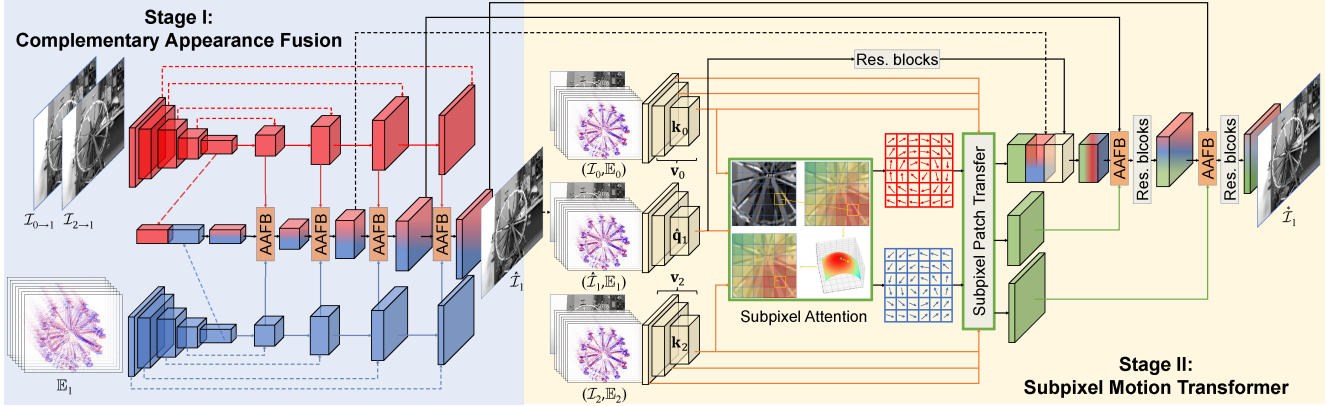 Stage I:
Complementary Appearance Fusion
ℐ₀→₁
ℐ₂→₁
𝔼₁
AAFB
AAFB
AAFB
AAFB
ℐ̂₁
(ℐ₀,𝔼₀)
k₀
v₀
(ℐ̂₁,𝔼₁)
q̂₁
(ℐ₂,𝔼₂)
v₂
k₂
Res. blocks
Subpixel Attention
Subpixel Patch Transfer
AAFB
Res. blcoks
AAFB
Res. blcoks
ℐ̂₁
Stage II:
Subpixel Motion Transformer